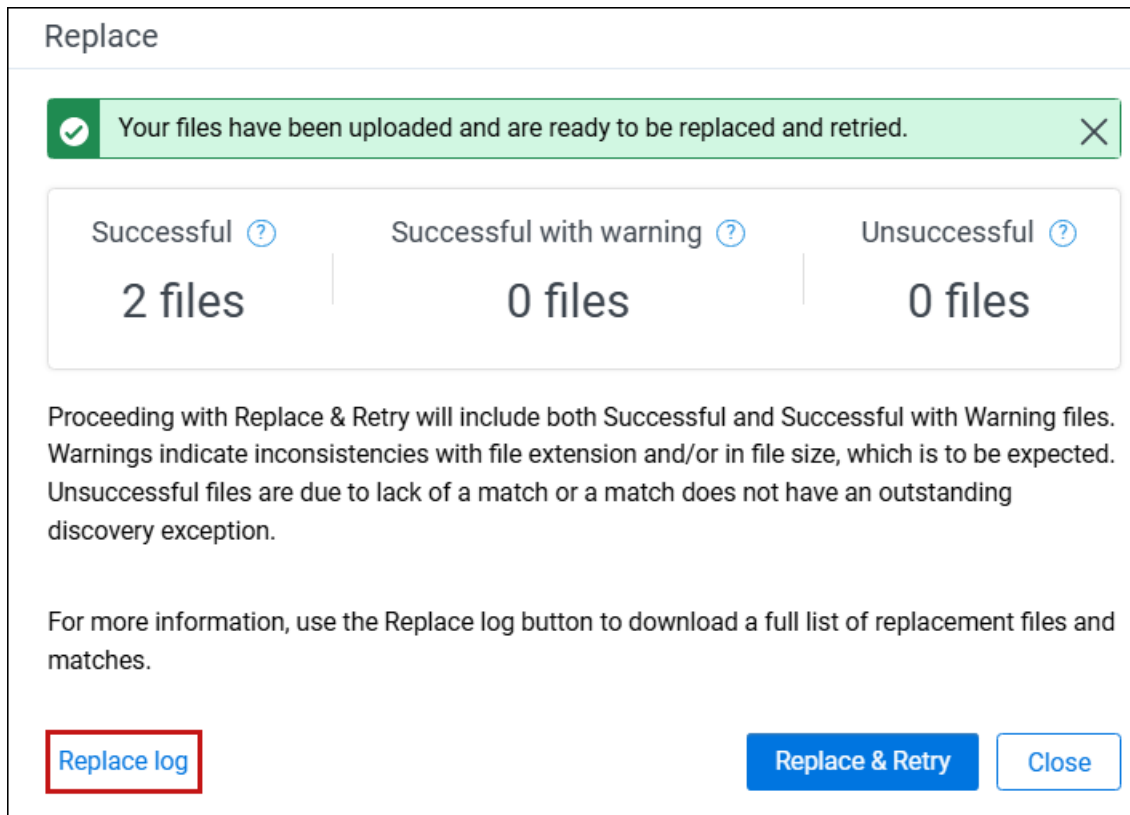 Replace
Your files have been uploaded and are ready to be replaced and retried.
Successful ? Successful with warning ? Unsuccessful ?
2 files 0 files 0 files
Proceeding with Replace & Retry will include both Successful and Successful with Warning files.
Warnings indicate inconsistencies with file extension and/or in file size, which is to be expected.
Unsuccessful files are due to lack of a match or a match does not have an outstanding
discovery exception.
For more information, use the Replace log button to download a full list of replacement files and
matches.
Replace log Replace & Retry Close